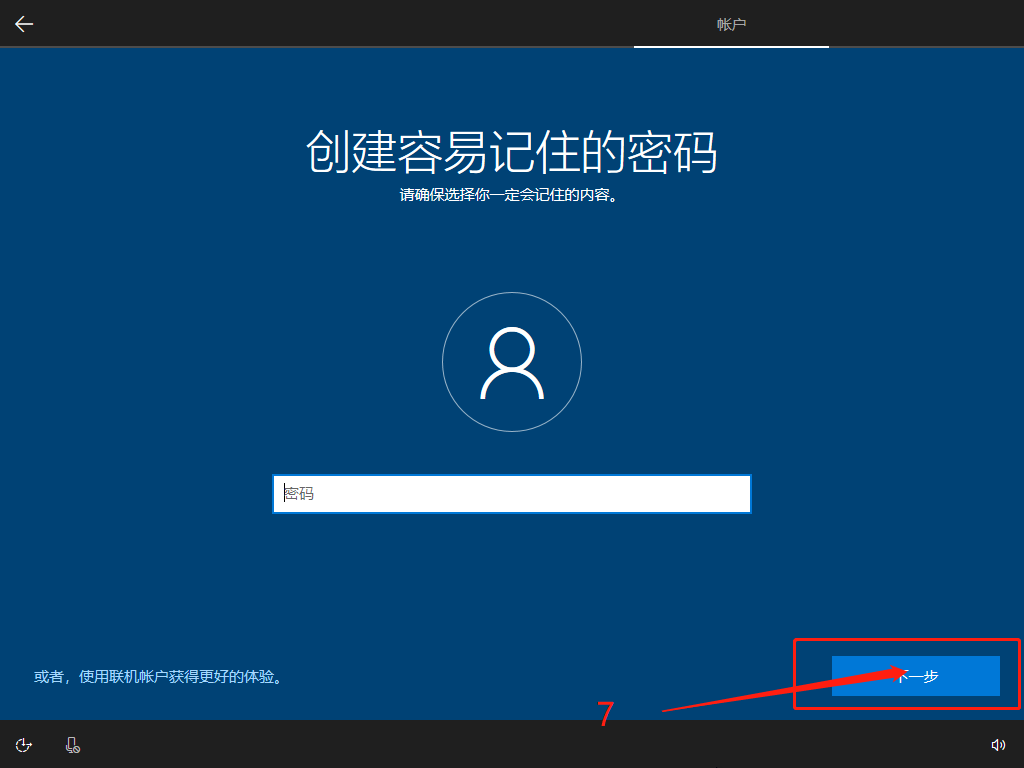 帐户
创建容易记住的密码
请确保选择你一定会记住的内容。
密码
或者，使用联机帐户获得更好的体验。
下一步
7